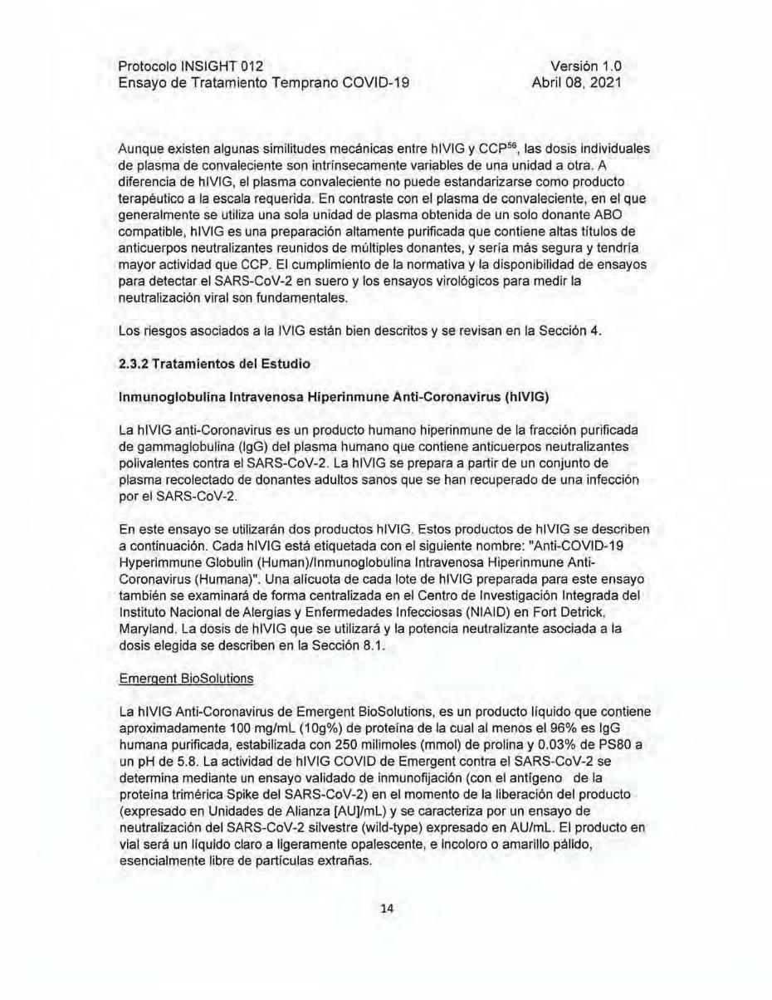 Protocolo INSIGHT 012 Versión 1.0
Ensayo de Tratamiento Temprano COVID-19 Abril 08, 2021
Aunque existen algunas similitudes mecánicas entre hIVIG y CCP⁵⁶, las dosis individuales
de plasma de convaleciente son intrínsecamente variables de una unidad a otra. A
diferencia de hIVIG, el plasma convaleciente no puede estandarizarse como producto
terapéutico a la escala requerida. En contraste con el plasma de convaleciente, en el que
generalmente se utiliza una sola unidad de plasma obtenida de un solo donante ABO
compatible, hIVIG es una preparación altamente purificada que contiene altas títulos de
anticuerpos neutralizantes reunidos de múltiples donantes, y sería más segura y tendría
mayor actividad que CCP. El cumplimiento de la normativa y la disponibilidad de ensayos
para detectar el SARS-CoV-2 en suero y los ensayos virológicos para medir la
neutralización viral son fundamentales.
Los riesgos asociados a la IVIG están bien descritos y se revisan en la Sección 4.
2.3.2 Tratamientos del Estudio
Inmunoglobulina Intravenosa Hiperinmune Anti-Coronavirus (hIVIG)
La hIVIG anti-Coronavirus es un producto humano hiperinmune de la fracción purificada
de gammaglobulina (IgG) del plasma humano que contiene anticuerpos neutralizantes
polivalentes contra el SARS-CoV-2. La hIVIG se prepara a partir de un conjunto de
plasma recolectado de donantes adultos sanos que se han recuperado de una infección
por el SARS-CoV-2.
En este ensayo se utilizarán dos productos hIVIG. Estos productos de hIVIG se describen
a continuación. Cada hIVIG está etiquetada con el siguiente nombre: "Anti-COVID-19
Hyperimmune Globulin (Human)/Inmunoglobulina Intravenosa Hiperinmune Anti-
Coronavirus (Humana)". Una alícuota de cada lote de hIVIG preparada para este ensayo
también se examinará de forma centralizada en el Centro de Investigación Integrada del
Instituto Nacional de Alergias y Enfermedades Infecciosas (NIAID) en Fort Detrick,
Maryland. La dosis de hIVIG que se utilizará y la potencia neutralizante asociada a la
dosis elegida se describen en la Sección 8.1.
Emergent BioSolutions
La hIVIG Anti-Coronavirus de Emergent BioSolutions, es un producto líquido que contiene
aproximadamente 100 mg/mL (10g%) de proteína de la cual al menos el 96% es IgG
humana purificada, estabilizada con 250 milimoles (mmol) de prolina y 0.03% de PS80 a
un pH de 5.8. La actividad de hIVIG COVID de Emergent contra el SARS-CoV-2 se
determina mediante un ensayo validado de inmunofijación (con el antígeno de la
proteína trimérica Spike del SARS-CoV-2) en el momento de la liberación del producto
(expresado en Unidades de Alianza [AU]/mL) y se caracteriza por un ensayo de
neutralización del SARS-CoV-2 silvestre (wild-type) expresado en AU/mL. El producto en
vial será un líquido claro a ligeramente opalescente, e incoloro o amarillo pálido,
esencialmente libre de partículas extrañas.
14